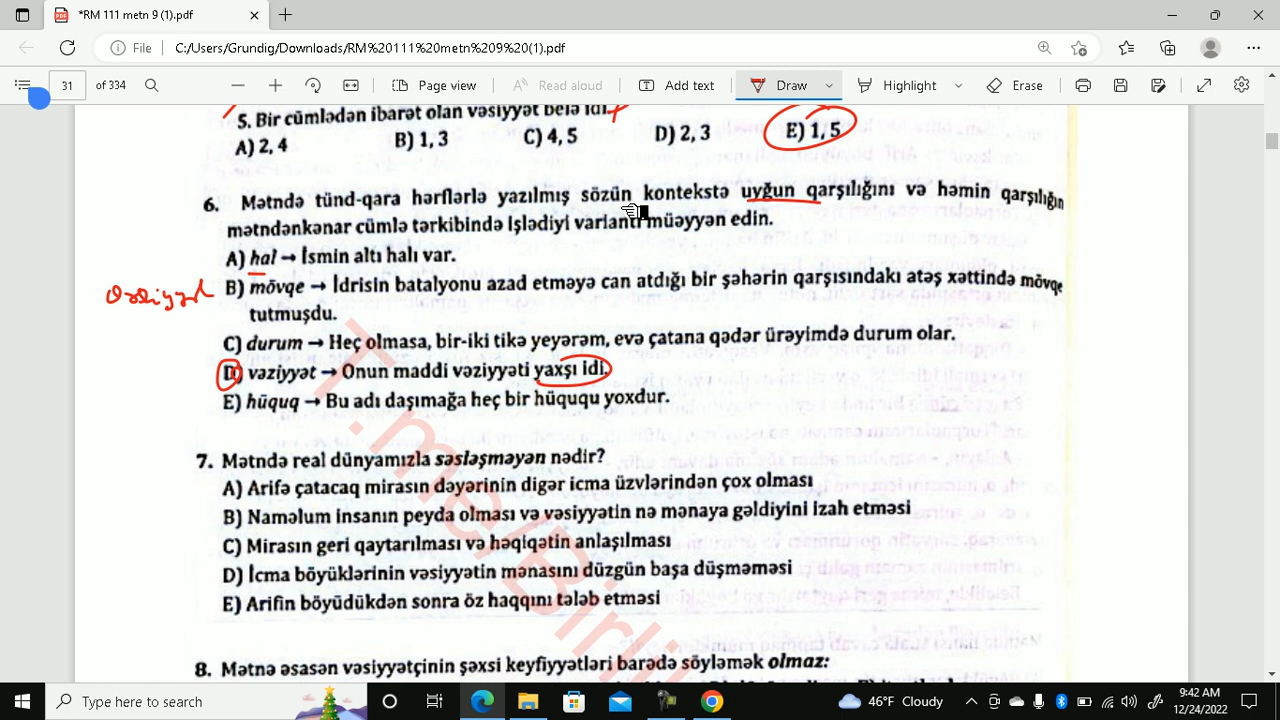 *RM 111 metn 9 (1).pdf
File C:/Users/Grundig/Downloads/RM%20111%20metn%209%20(1).pdf
31 of 334 Page view Read aloud Add text Draw Highlight Erase
5. Bir cümlədən ibarət olan vəsiyyət belə idi.
A) 2, 4 B) 1, 3 C) 4, 5 D) 2, 3 E) 1, 5
6. Mətndə tünd-qara hərflərlə yazılmış sözün kontekstə uyğun qarşılığını və həmin qarşılığın
mətndənkənar cümlə tərkibində işlədiyi variantı müəyyən edin.
A) hal → İsmin altı halı var.
B) mövqe → İdrisin batalyonu azad etməyə can atdığı bir şəhərin qarşısındakı atəş xəttində mövqe
tutmuşdu.
C) durum → Heç olmasa, bir-iki tikə yeyərəm, evə çatana qədər ürəyimdə durum olar.
D) vəziyyət → Onun maddi vəziyyəti yaxşı idi.
E) hüquq → Bu adı daşımağa heç bir hüququ yoxdur.
7. Mətndə real dünyamızla səsləşməyən nədir?
A) Arifə çatacaq mirasın dəyərinin digər icma üzvlərindən çox olması
B) Naməlum insanın peyda olması və vəsiyyətin nə mənaya gəldiyini izah etməsi
C) Mirasın geri qaytarılması və həqiqətin anlaşılması
D) İcma böyüklərinin vəsiyyətin mənasını düzgün başa düşməməsi
E) Arifin böyüdükdən sonra öz haqqını tələb etməsi
8. Mətnə əsasən vəsiyyətçinin şəxsi keyfiyyətləri barədə söyləmək olmaz:
T.me/Birli
Type here to search 46°F Cloudy 9:42 AM
12/24/2022